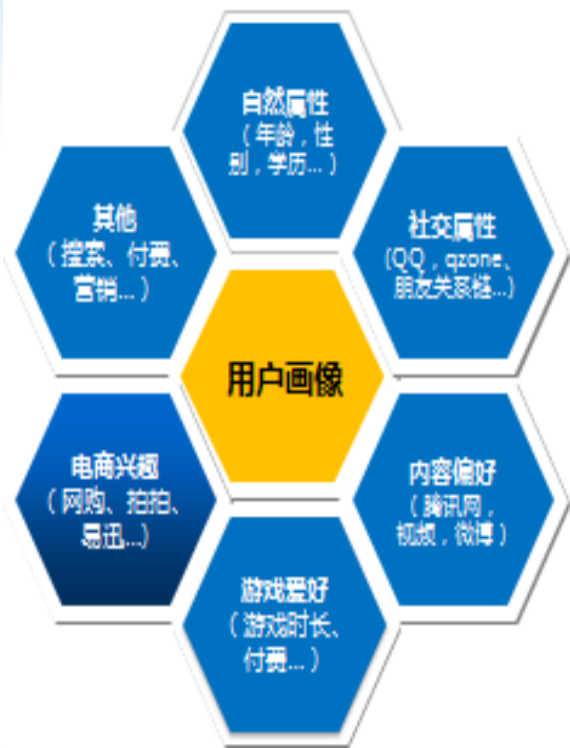 自然属性
（年龄，性
别，学历...）
其他
（搜索、付费、
营销...）
社交属性
(QQ，qzone、
朋友关系链...)
用户画像
电商兴趣
（网购、拍拍、
易迅...)
内容偏好
（腾讯网，
视频，微博）
游戏爱好
（游戏时长、
付费...）